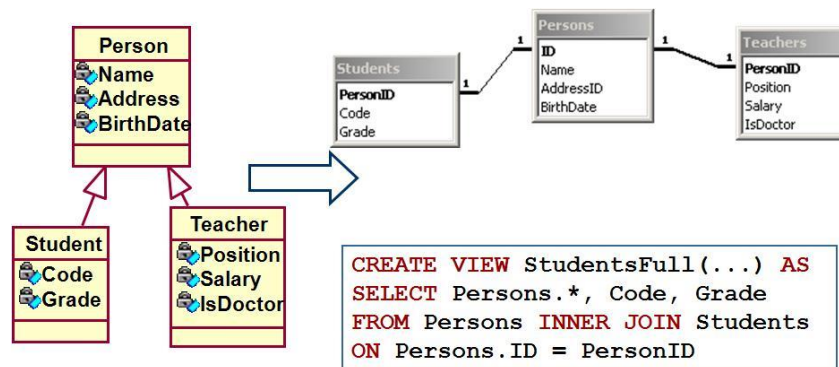 Person
Name
Address
BirthDate
Student
Code
Grade
Teacher
Position
Salary
IsDoctor
Students
PersonID
Code
Grade
1
1
Persons
ID
Name
AddressID
BirthDate
1
1
Teachers
PersonID
Position
Salary
IsDoctor
CREATE VIEW StudentsFull(...) AS
SELECT Persons.*, Code, Grade
FROM Persons INNER JOIN Students
ON Persons.ID = PersonID